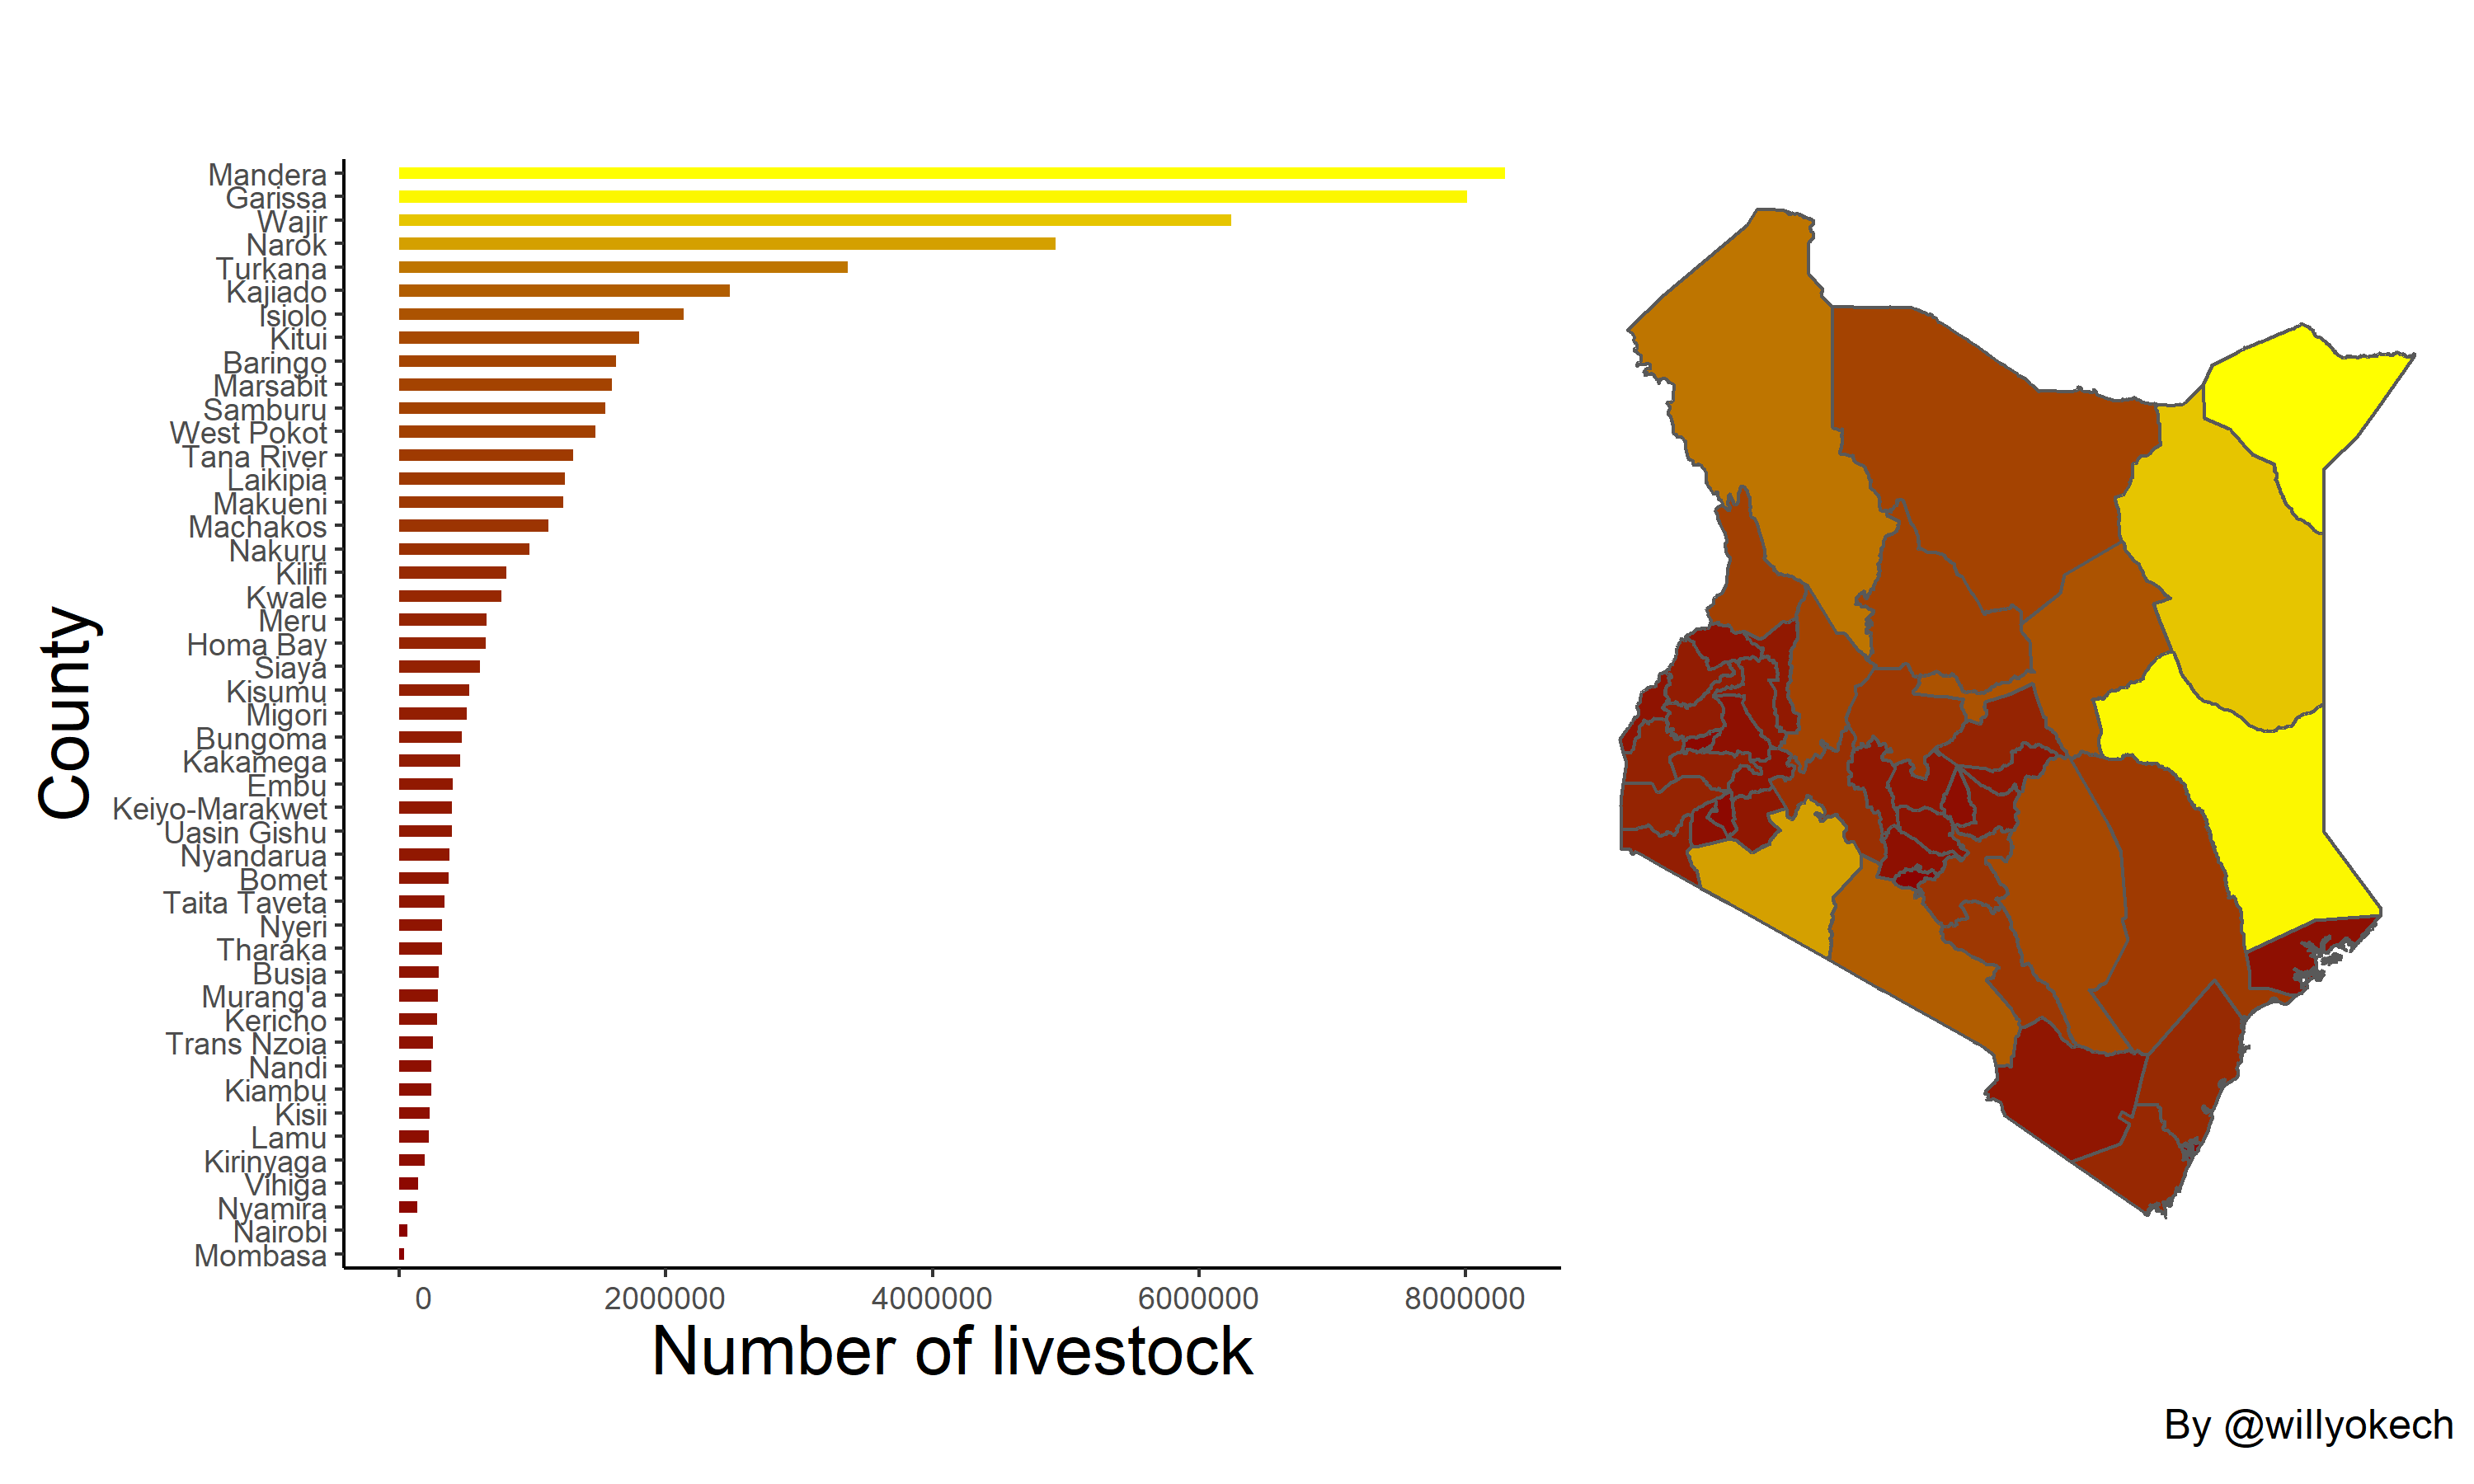 County
Mandera
Garissa
Wajir
Narok
Turkana
Kajiado
Isiolo
Kitui
Baringo
Marsabit
Samburu
West Pokot
Tana River
Laikipia
Makueni
Machakos
Nakuru
Kilifi
Kwale
Meru
Homa Bay
Siaya
Kisumu
Migori
Bungoma
Kakamega
Embu
Keiyo-Marakwet
Uasin Gishu
Nyandarua
Bomet
Taita Taveta
Nyeri
Tharaka
Busia
Murang'a
Kericho
Trans Nzoia
Nandi
Kiambu
Kisii
Lamu
Kirinyaga
Vihiga
Nyamira
Nairobi
Mombasa
0 2000000 4000000 6000000 8000000
Number of livestock
By @willyokech